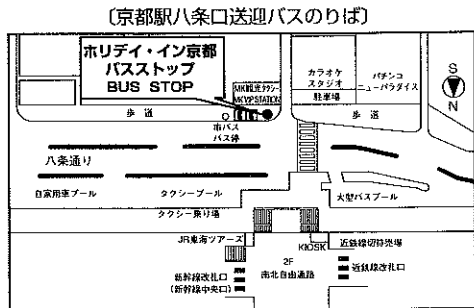 〔京都駅八条口送迎バスのりば〕
ホリデイ・イン京都
バスストップ
BUS STOP
MK観光タクシー
MKVIPSTATION
カラオケ
スタジオ
駐車場
パチンコ
ニューパラダイス
S
N
歩道
市バス
バス停
歩道
八条通り
自家用車プール
タクシープール
大型バスプール
タクシー乗り場
JR東海ツアーズ
KIOSK
近鉄線切符売場
2F
南北自由通路
新幹線改札口
(新幹線中央口)
近鉄線改札口